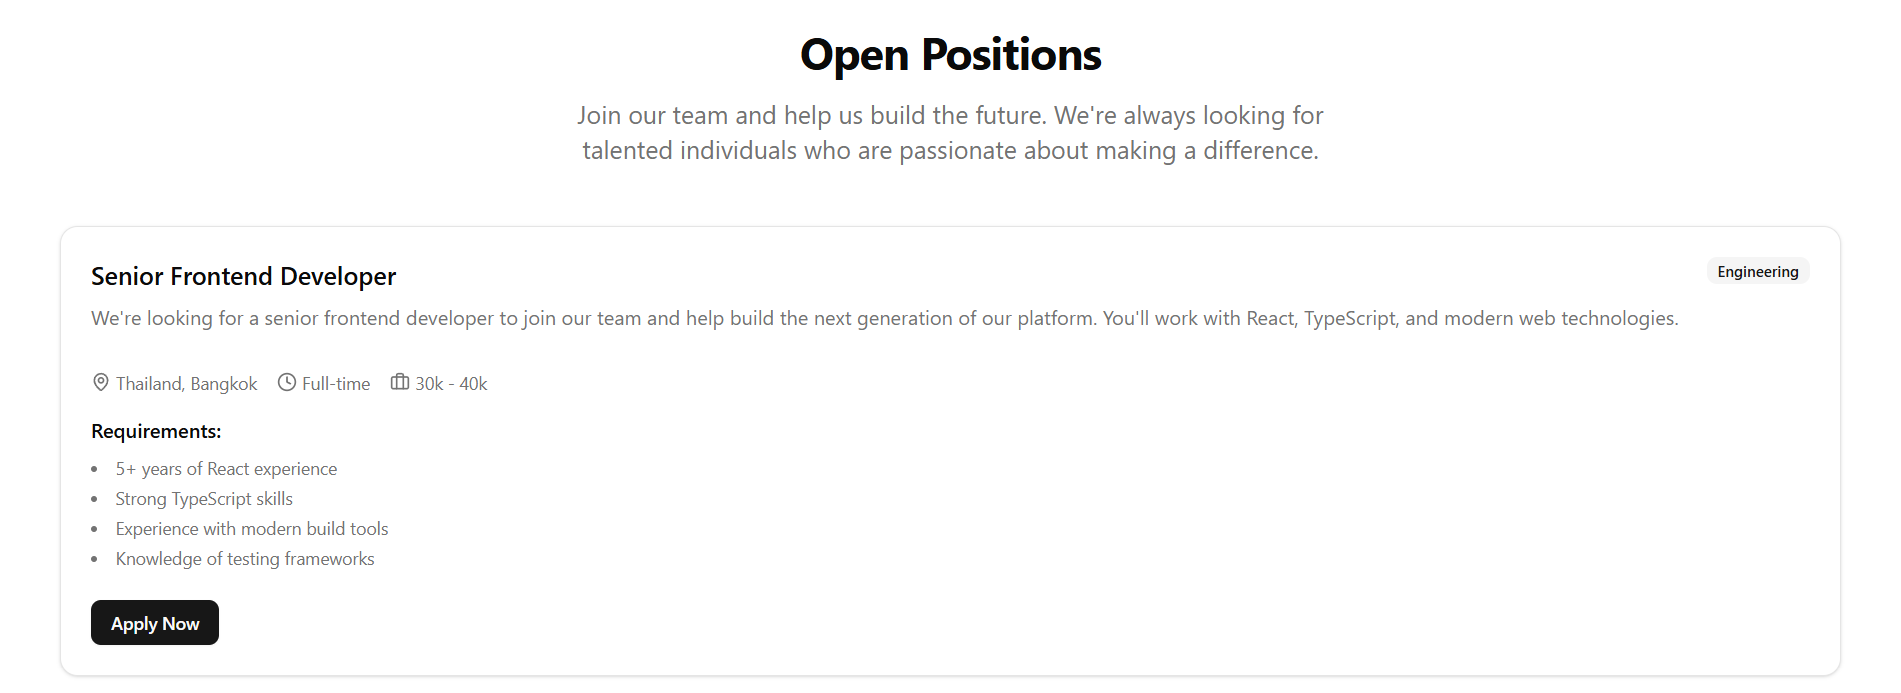 Open Positions
Join our team and help us build the future. We're always looking for
talented individuals who are passionate about making a difference.
Senior Frontend Developer
Engineering
We're looking for a senior frontend developer to join our team and help build the next generation of our platform. You'll work with React, TypeScript, and modern web technologies.
Thailand, Bangkok Full-time 30k - 40k
Requirements:
• 5+ years of React experience
• Strong TypeScript skills
• Experience with modern build tools
• Knowledge of testing frameworks
Apply Now